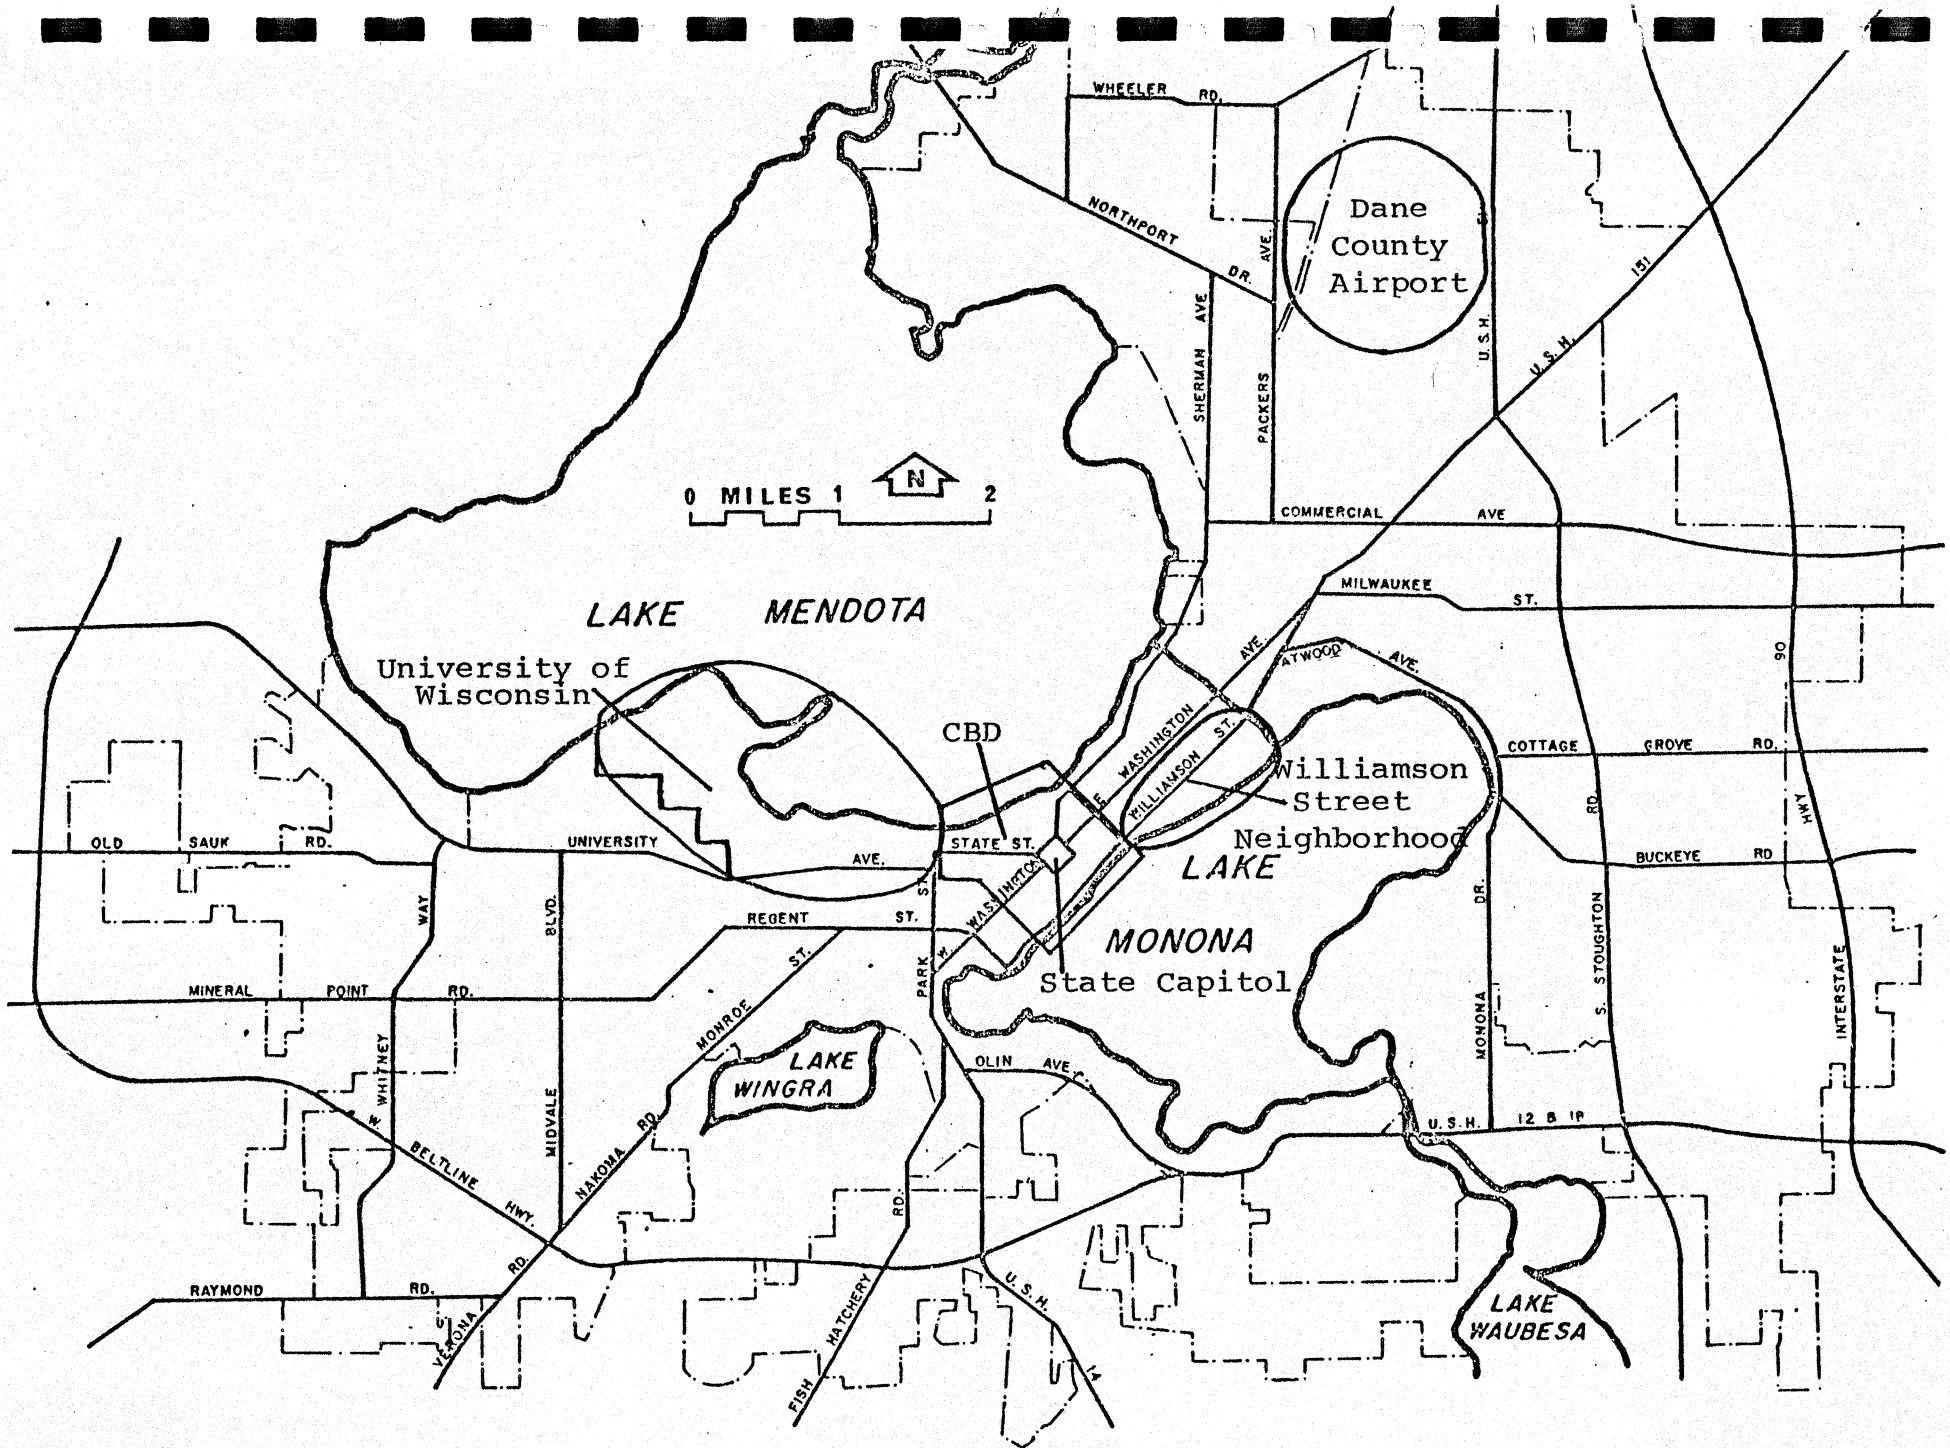 WHEELER RD.
Dane
County
Airport
NORTHPORT DR.
SHERMAN AVE
PACKERS AVE.
U.S.H.
U.S.H. 151
N
0 MILES 1 2
COMMERCIAL AVE
MILWAUKEE ST.
LAKE MENDOTA
University of
Wisconsin
ATWOOD AVE.
CBD
E. WASHINGTON AVE.
WILLIAMSON ST.
Williamson
Street
Neighborhood
COTTAGE GROVE RD.
INTERSTATE HWY 90
OLD SAUK RD.
UNIVERSITY AVE.
STATE ST.
BUCKEYE RD
LAKE
MONONA
State Capitol
W. WASHINGTON
REGENT ST.
PARK ST.
MINERAL POINT RD.
MONROE ST.
LAKE
WINGRA
OLIN AVE.
MONONA DR.
S. STOUGHTON RD.
WHITNEY WAY
MIDVALE BLVD.
W. BELTLINE HWY.
NAKOMA RD.
U.S.H. 12 & 18
RAYMOND RD.
VERONA RD.
FISH HATCHERY RD.
U.S.H. 14
LAKE
WAUBESA